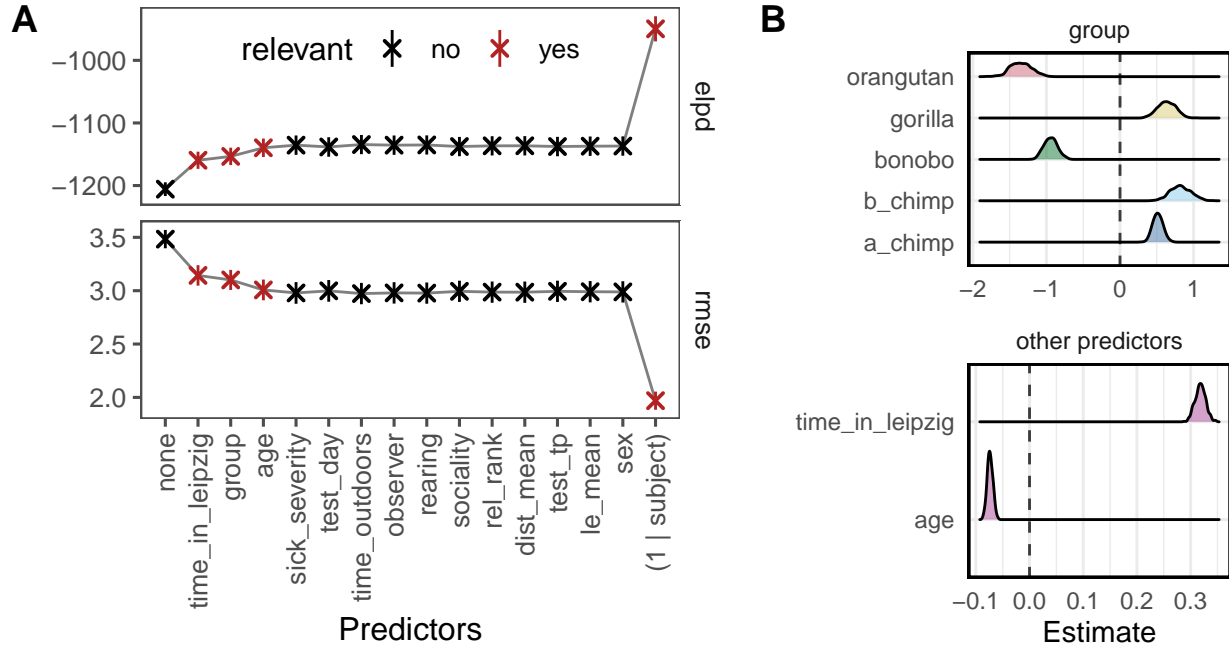 A
relevant no yes
−1000
−1100
−1200
elpd
3.5
3.0
2.5
2.0
rmse
none
time_in_leipzig
group
age
sick_severity
test_day
time_outdoors
observer
rearing
sociality
rel_rank
dist_mean
test_tp
le_mean
sex
(1 | subject)
Predictors
B
group
orangutan
gorilla
bonobo
b_chimp
a_chimp
−2 −1 0 1
other predictors
time_in_leipzig
age
−0.1 0.0 0.1 0.2 0.3
Estimate